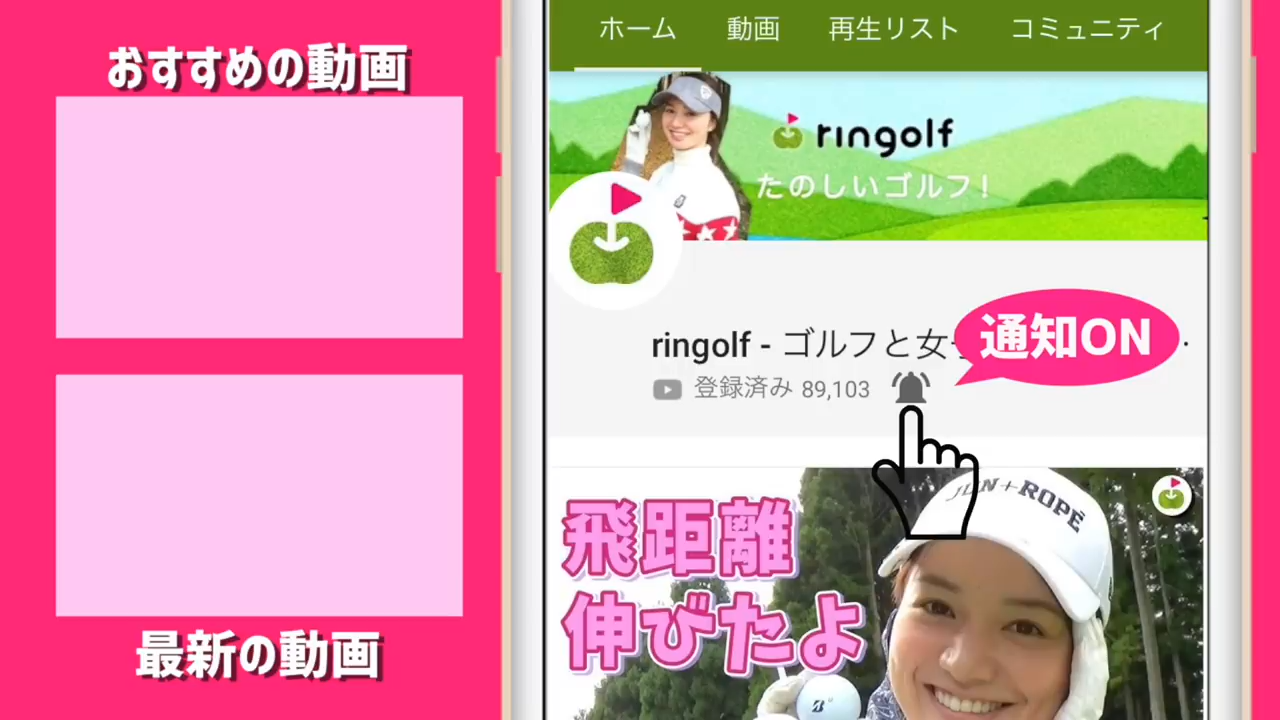 おすすめの動画
最新の動画
ホーム 動画 再生リスト コミュニティ
ringolf
たのしいゴルフ!
ringolf - ゴルフと女
通知ON
登録済み 89,103
飛距離
伸びたよ
JUN+ROPÉ
B